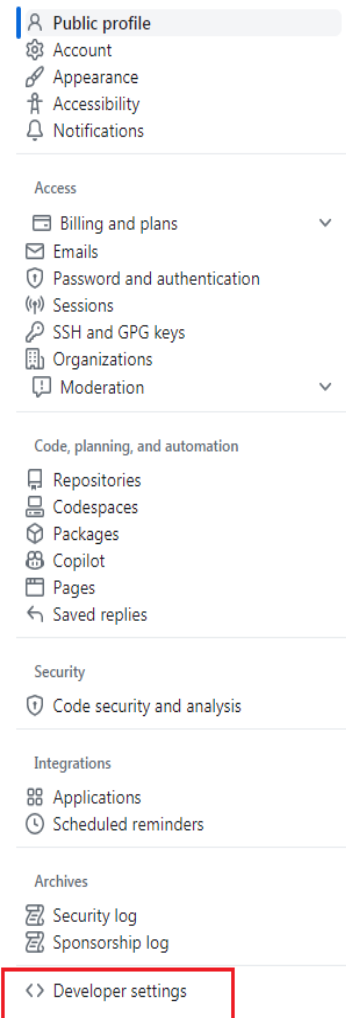 Public profile
Account
Appearance
Accessibility
Notifications
Access
Billing and plans
Emails
Password and authentication
Sessions
SSH and GPG keys
Organizations
Moderation
Code, planning, and automation
Repositories
Codespaces
Packages
Copilot
Pages
Saved replies
Security
Code security and analysis
Integrations
Applications
Scheduled reminders
Archives
Security log
Sponsorship log
Developer settings